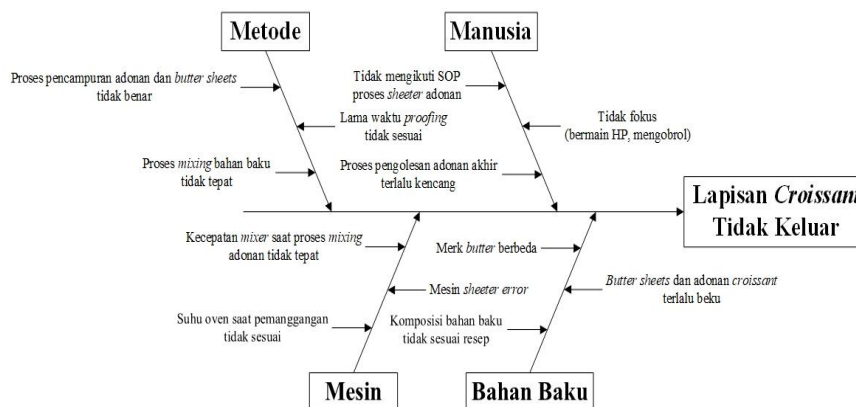 Metode
Manusia
Proses pencampuran adonan dan butter sheets
tidak benar
Lama waktu proofing
tidak sesuai
Proses mixing bahan baku
tidak tepat
Tidak mengikuti SOP
proses sheeter adonan
Tidak fokus
(bermain HP, mengobrol)
Proses pengolesan adonan akhir
terlalu kencang
Lapisan Croissant
Tidak Keluar
Kecepatan mixer saat proses mixing
adonan tidak tepat
Mesin sheeter error
Suhu oven saat pemanggangan
tidak sesuai
Merk butter berbeda
Butter sheets dan adonan croissant
terlalu beku
Komposisi bahan baku
tidak sesuai resep
Mesin
Bahan Baku